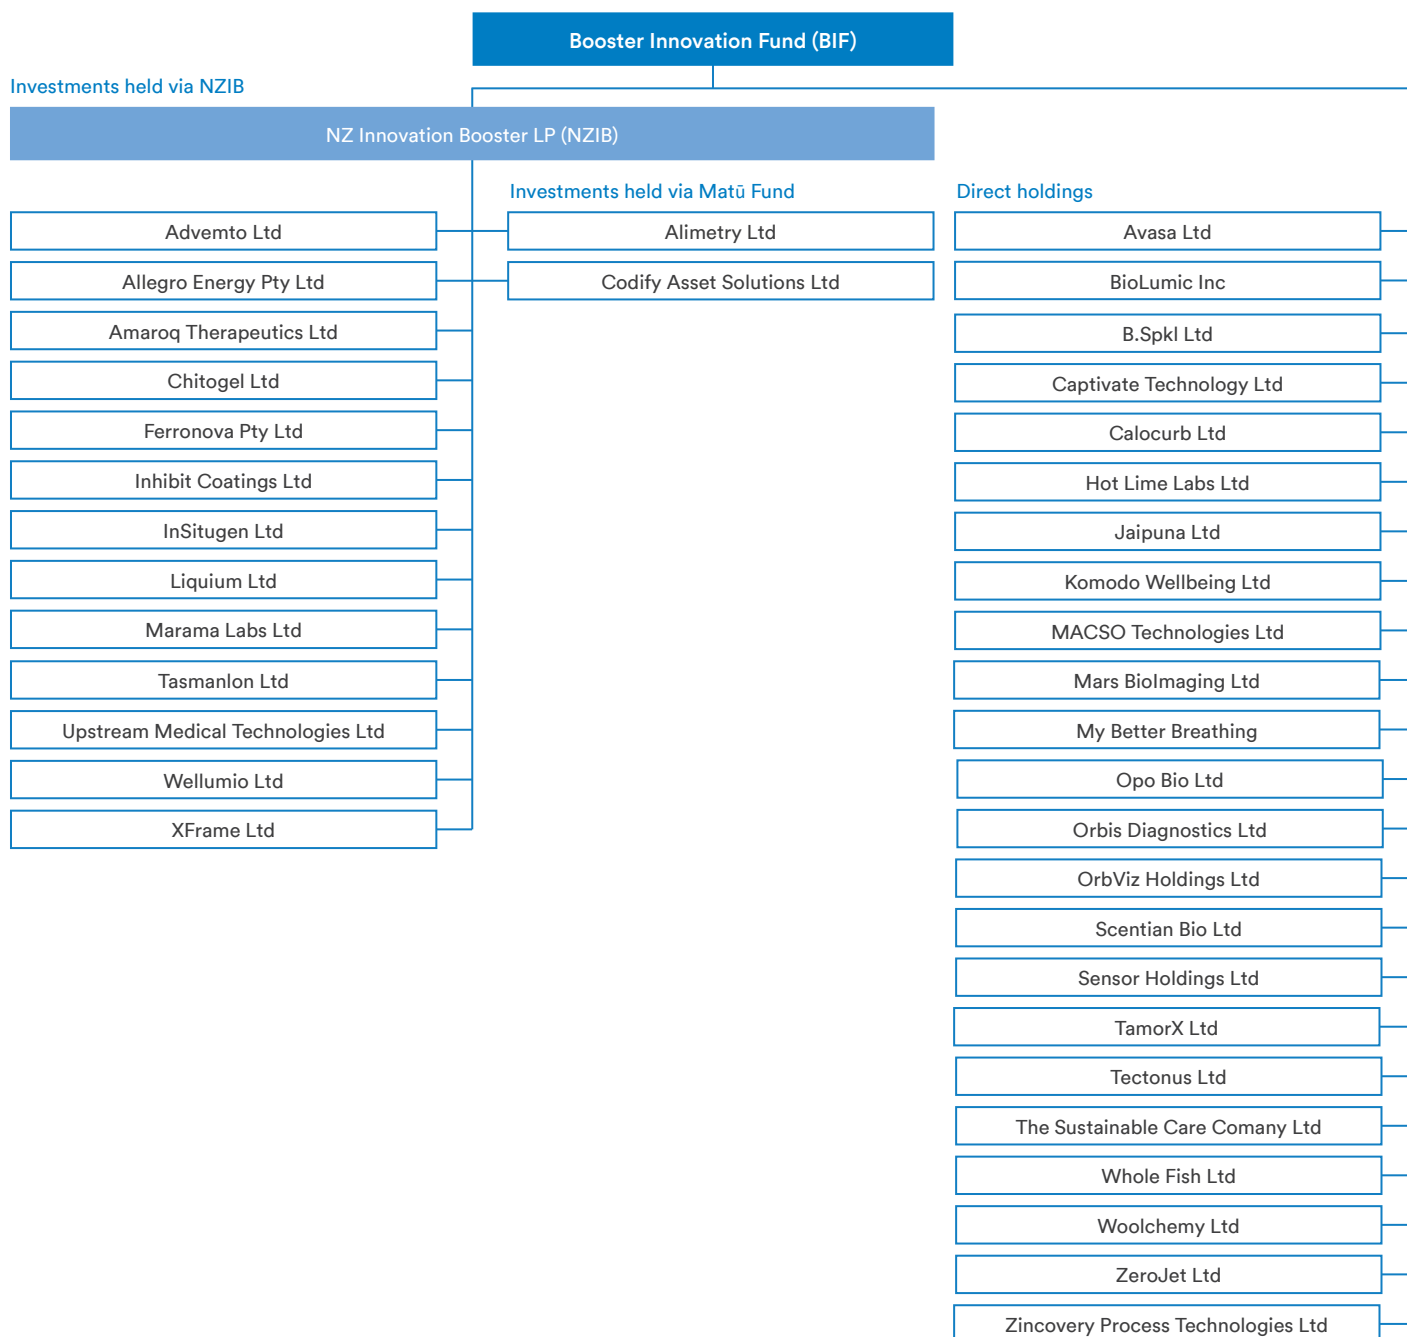 Booster Innovation Fund (BIF)
Investments held via NZIB
NZ Innovation Booster LP (NZIB)
Advemto Ltd
Allegro Energy Pty Ltd
Amaroq Therapeutics Ltd
Chitogel Ltd
Ferronova Pty Ltd
Inhibit Coatings Ltd
InSitugen Ltd
Liquium Ltd
Marama Labs Ltd
TasmanIon Ltd
Upstream Medical Technologies Ltd
Wellumio Ltd
XFrame Ltd
Investments held via Matū Fund
Alimetry Ltd
Codify Asset Solutions Ltd
Direct holdings
Avasa Ltd
BioLumic Inc
B.Spkl Ltd
Captivate Technology Ltd
Calocurb Ltd
Hot Lime Labs Ltd
Jaipuna Ltd
Komodo Wellbeing Ltd
MACSO Technologies Ltd
Mars BioImaging Ltd
My Better Breathing
Opo Bio Ltd
Orbis Diagnostics Ltd
OrbViz Holdings Ltd
Scentian Bio Ltd
Sensor Holdings Ltd
TamorX Ltd
Tectonus Ltd
The Sustainable Care Comany Ltd
Whole Fish Ltd
Woolchemy Ltd
ZeroJet Ltd
Zincovery Process Technologies Ltd